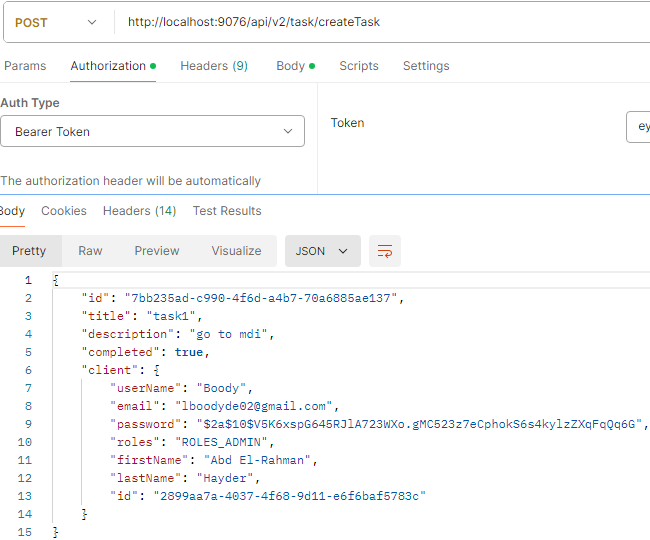 POST http://localhost:9076/api/v2/task/createTask
Params Authorization Headers (9) Body Scripts Settings
Auth Type
Bearer Token
Token
ey
The authorization header will be automatically
Body Cookies Headers (14) Test Results
Pretty Raw Preview Visualize JSON
1 {
2 "id": "7bb235ad-c990-4f6d-a4b7-70a6885ae137",
3 "title": "task1",
4 "description": "go to mdi",
5 "completed": true,
6 "client": {
7 "userName": "Boody",
8 "email": "lboodyde02@gmail.com",
9 "password": "$2a$10$V5K6xspG645RJlA723WXo.gMC523z7eCphokS6s4kylzZXqFqQq6G",
10 "roles": "ROLES_ADMIN",
11 "firstName": "Abd El-Rahman",
12 "lastName": "Hayder",
13 "id": "2899aa7a-4037-4f68-9d11-e6f6baf5783c"
14 }
15 }